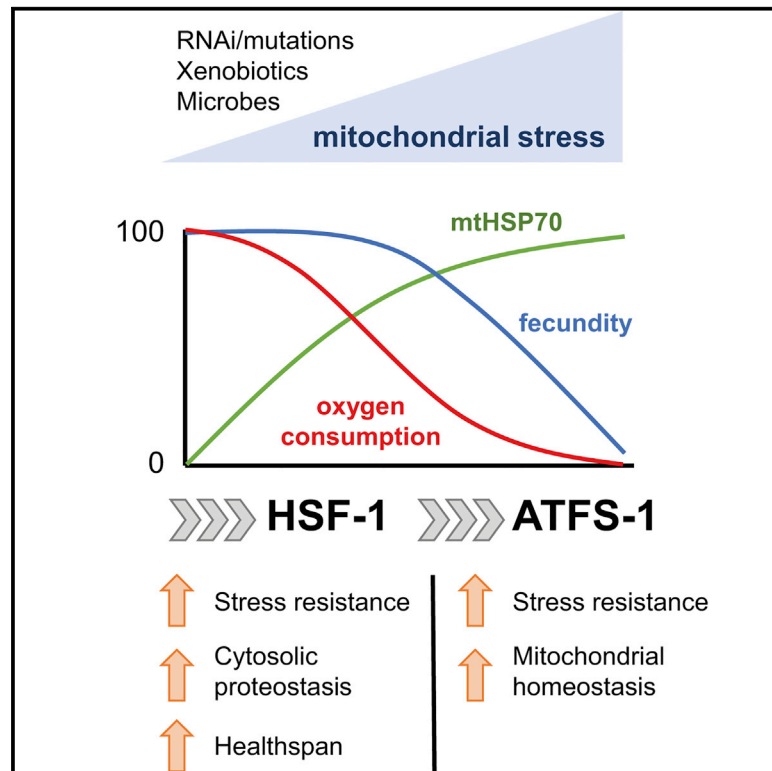 RNAi/mutations
Xenobiotics
Microbes
mitochondrial stress
100
mtHSP70
fecundity
oxygen
consumption
0
HSF-1
ATFS-1
Stress resistance
Cytosolic
proteostasis
Healthspan
Stress resistance
Mitochondrial
homeostasis